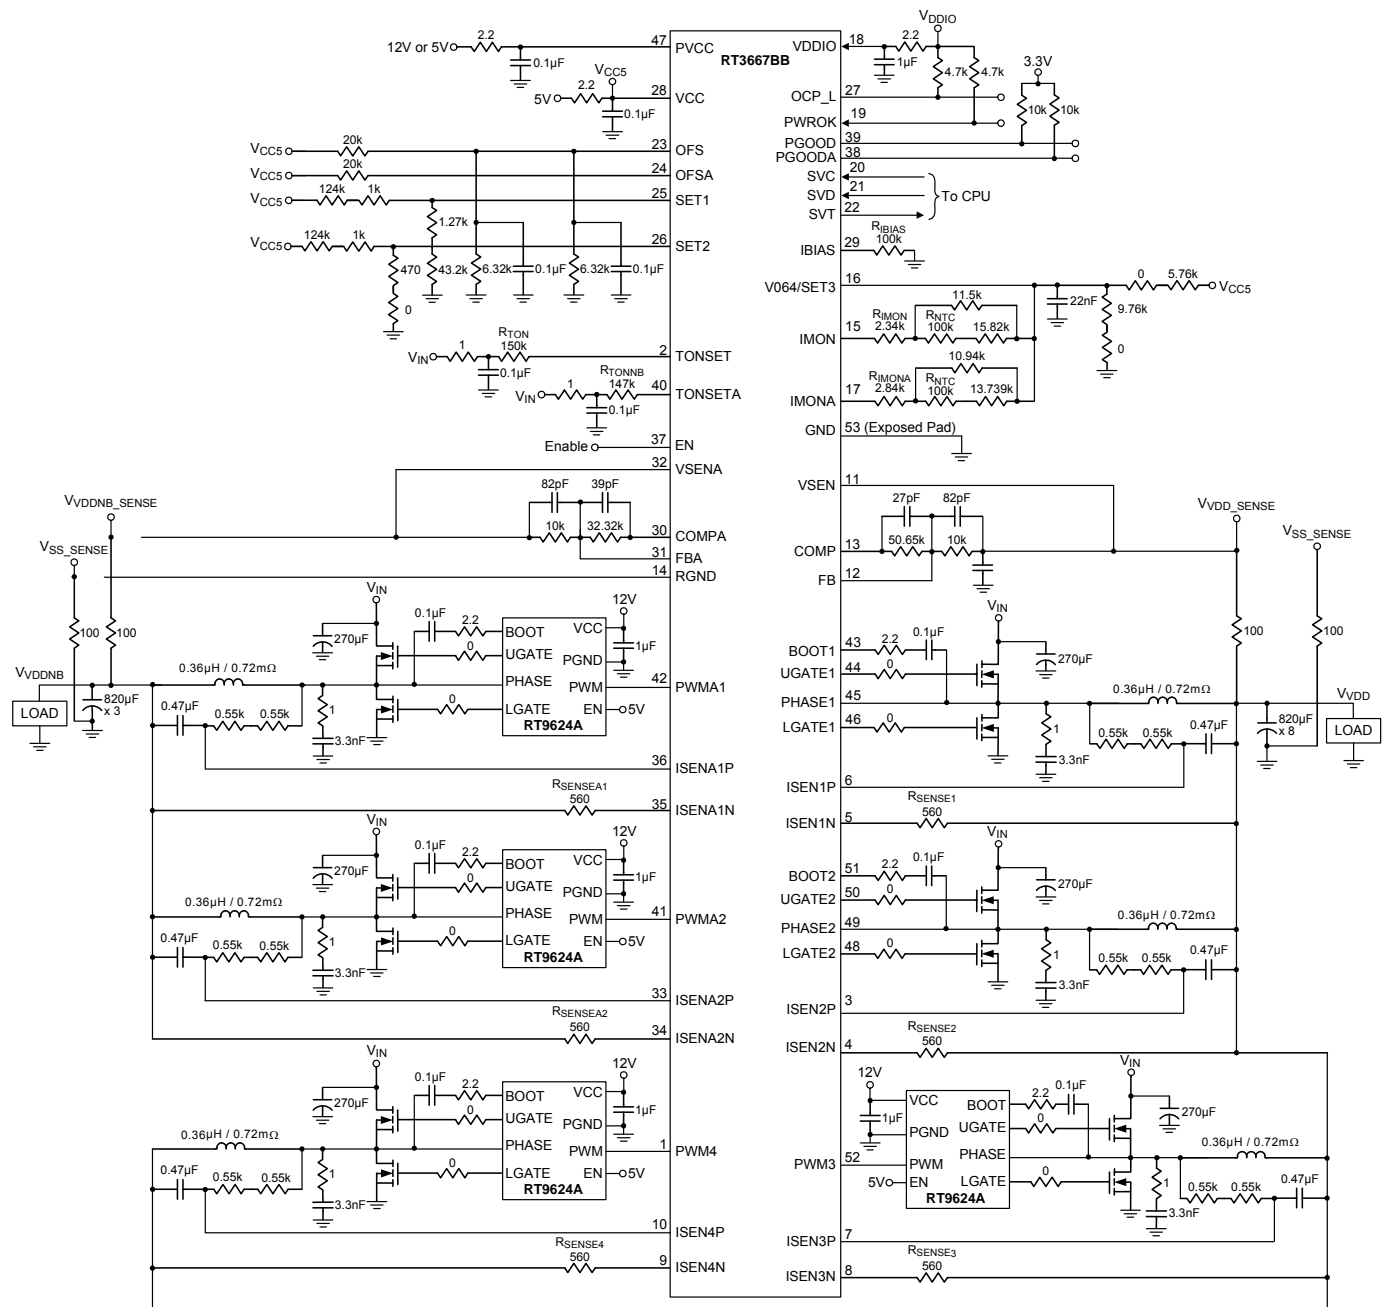 RT3667BB
12V or 5V
2.2
0.1µF
47
PVCC
VCC5
5V
2.2
0.1µF
28
VCC
VCC5
20k
23
OFS
VCC5
20k
24
OFSA
VCC5
124k
1k
25
SET1
1.27k
VCC5
124k
1k
26
SET2
470
43.2k
6.32k
0.1µF
6.32k
0.1µF
0
VIN
1
RTON
150k
0.1µF
2
TONSET
VIN
1
RTONNB
147k
0.1µF
40
TONSETA
Enable
37
EN
32
VSENA
82pF
39pF
10k
32.32k
30
COMPA
31
FBA
14
RGND
VVDDNB_SENSE
VSS_SENSE
100
100
VVDDNB
LOAD
820µF
x 3
VIN
270µF
0.1µF
2.2
0
0
BOOT
UGATE
PHASE
LGATE
VCC
PGND
PWM
EN
RT9624A
12V
1µF
5V
42
PWMA1
0.36µH / 0.72mΩ
0.47µF
0.55k
0.55k
1
3.3nF
36
ISENA1P
RSENSEA1
560
35
ISENA1N
VIN
270µF
0.1µF
2.2
0
0
BOOT
UGATE
PHASE
LGATE
VCC
PGND
PWM
EN
RT9624A
12V
1µF
5V
41
PWMA2
0.36µH / 0.72mΩ
0.47µF
0.55k
0.55k
1
3.3nF
33
ISENA2P
RSENSEA2
560
34
ISENA2N
VIN
270µF
0.1µF
2.2
0
0
BOOT
UGATE
PHASE
LGATE
VCC
PGND
PWM
EN
RT9624A
12V
1µF
5V
1
PWM4
0.36µH / 0.72mΩ
0.47µF
0.55k
0.55k
1
3.3nF
10
ISEN4P
RSENSE4
560
9
ISEN4N
VDDIO
VDDIO
18
2.2
1µF
4.7k
4.7k
3.3V
10k
10k
OCP_L
27
PWROK
19
PGOOD
39
PGOODA
38
SVC
20
SVD
21
SVT
22
To CPU
IBIAS
29
RIBIAS
100k
V064/SET3
16
22nF
0
5.76k
VCC5
9.76k
0
11.5k
IMON
15
RIMON
2.34k
RNTC
100k
15.82k
10.94k
IMONA
17
RIMONA
2.84k
RNTC
100k
13.739k
GND
53 (Exposed Pad)
VSEN
11
27pF
82pF
COMP
13
50.65k
10k
FB
12
VVDD_SENSE
VSS_SENSE
100
100
VIN
270µF
BOOT1
43
2.2
0.1µF
UGATE1
44
0
PHASE1
45
LGATE1
46
0
0.36µH / 0.72mΩ
1
3.3nF
0.55k
0.55k
0.47µF
VVDD
820µF
x 8
LOAD
ISEN1P
6
ISEN1N
5
RSENSE1
560
VIN
270µF
BOOT2
51
2.2
0.1µF
UGATE2
50
0
PHASE2
49
LGATE2
48
0
0.36µH / 0.72mΩ
1
3.3nF
0.55k
0.55k
0.47µF
ISEN2P
3
ISEN2N
4
RSENSE2
560
12V
1µF
VCC
PGND
PWM
EN
BOOT
UGATE
PHASE
LGATE
RT9624A
PWM3
52
5V
2.2
0.1µF
0
0
VIN
270µF
0.36µH / 0.72mΩ
1
3.3nF
0.55k
0.55k
0.47µF
ISEN3P
7
ISEN3N
8
RSENSE3
560